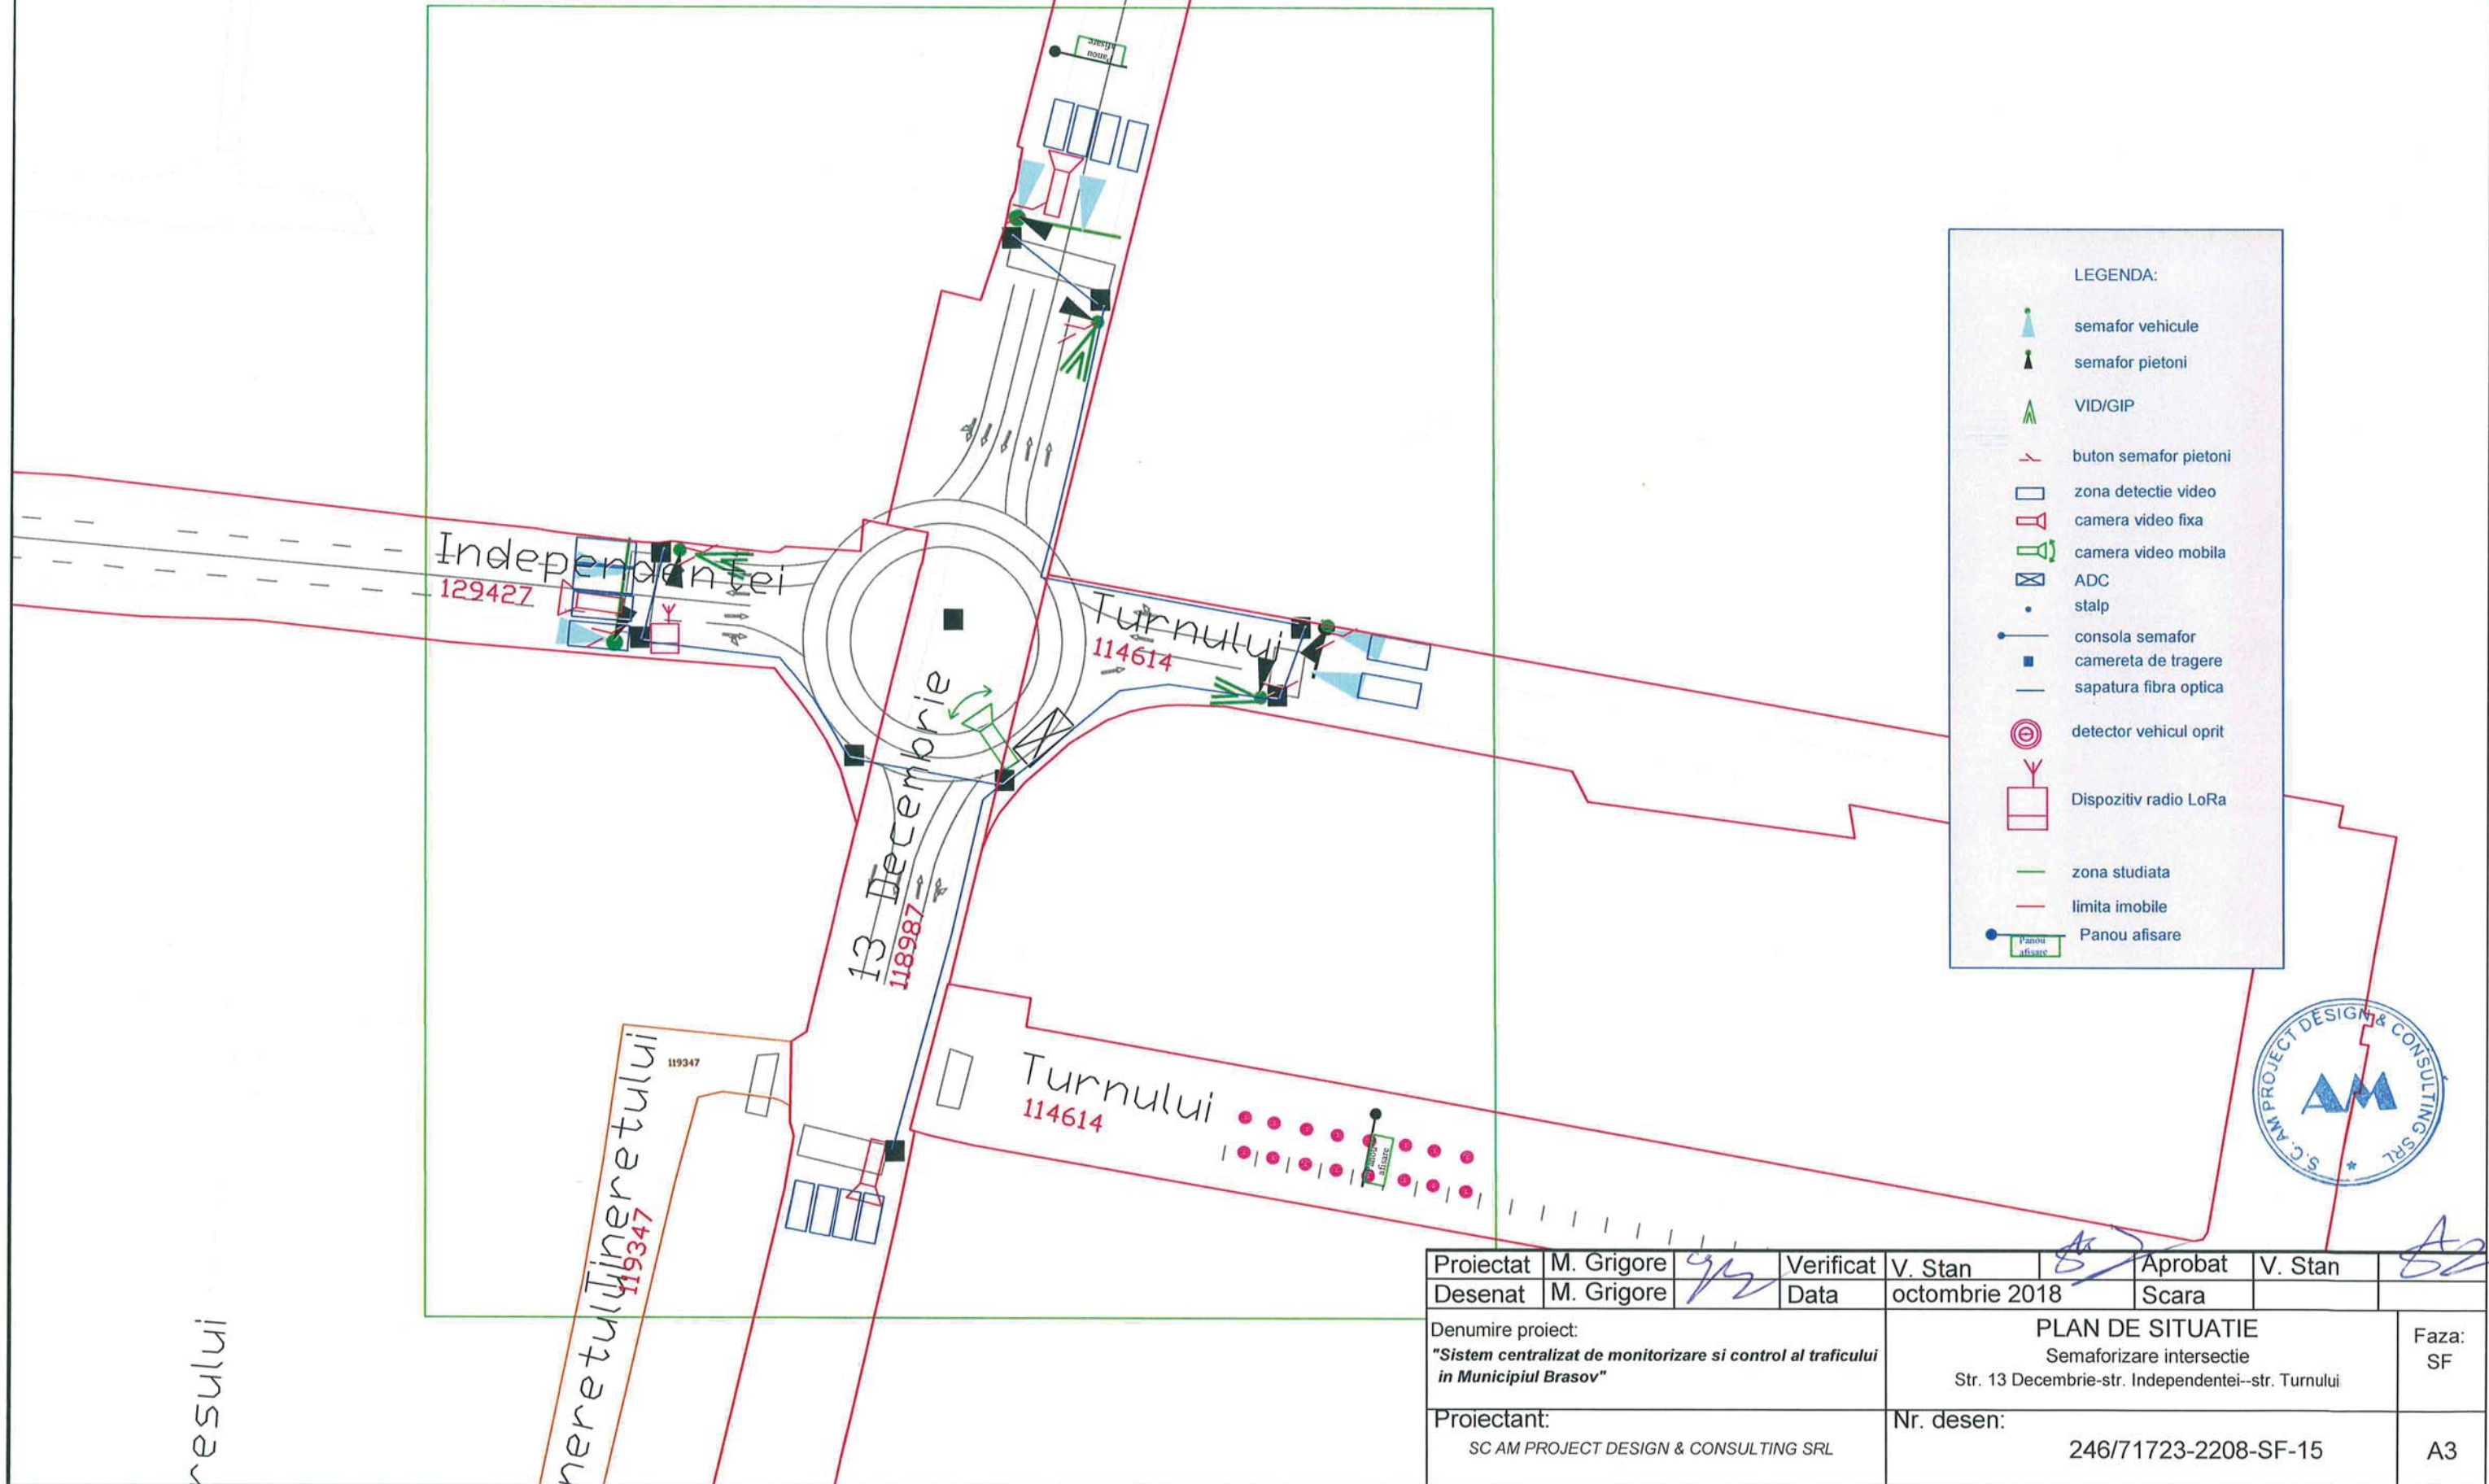 Panou
afisare
Independentei
129427
Turnului
114614
13 Decembrie
118987
119347
Turnului
114614
Panou
afisare
Tineretului
119347
LEGENDA:
semafor vehicule
semafor pietoni
VID/GIP
buton semafor pietoni
zona detectie video
camera video fixa
camera video mobila
ADC
stalp
consola semafor
camereta de tragere
sapatura fibra optica
detector vehicul oprit
Dispozitiv radio LoRa
zona studiata
limita imobile
Panou afisare
Panou
afisare
S.C. AM PROJECT DESIGN & CONSULTING SRL
AM
Proiectat M. Grigore Verificat V. Stan Aprobat V. Stan
Desenat M. Grigore Data octombrie 2018 Scara
Denumire proiect:
"Sistem centralizat de monitorizare si control al traficului
in Municipiul Brasov"
PLAN DE SITUATIE
Semaforizare intersectie
Str. 13 Decembrie-str. Independentei--str. Turnului
Faza:
SF
Proiectant:
SC AM PROJECT DESIGN & CONSULTING SRL
Nr. desen:
246/71723-2208-SF-15
A3